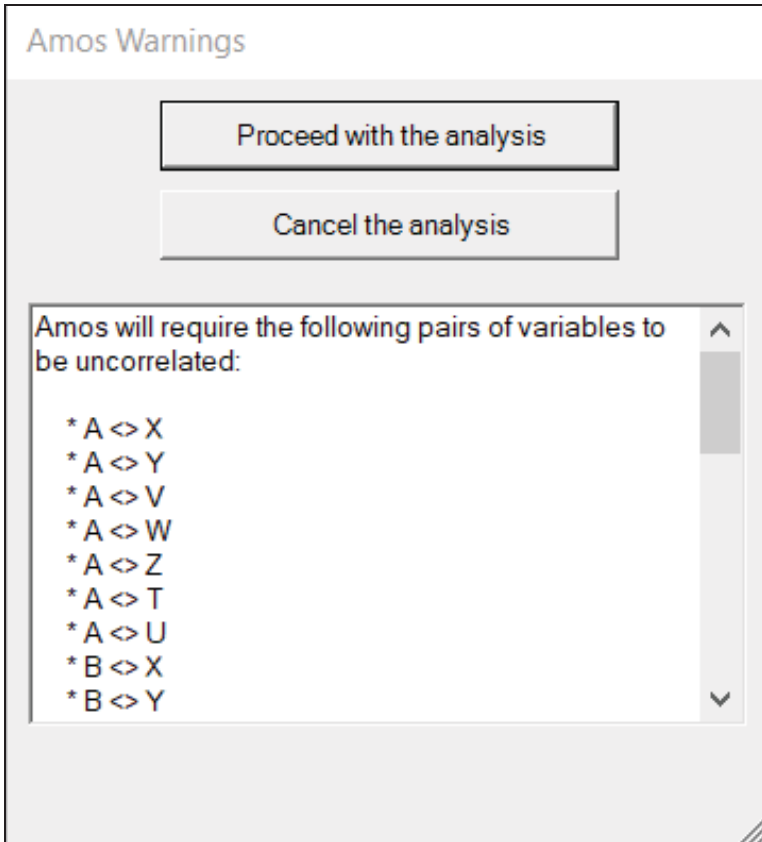 Amos Warnings
Proceed with the analysis
Cancel the analysis
Amos will require the following pairs of variables to
be uncorrelated:
* A <> X
* A <> Y
* A <> V
* A <> W
* A <> Z
* A <> T
* A <> U
* B <> X
* B <> Y